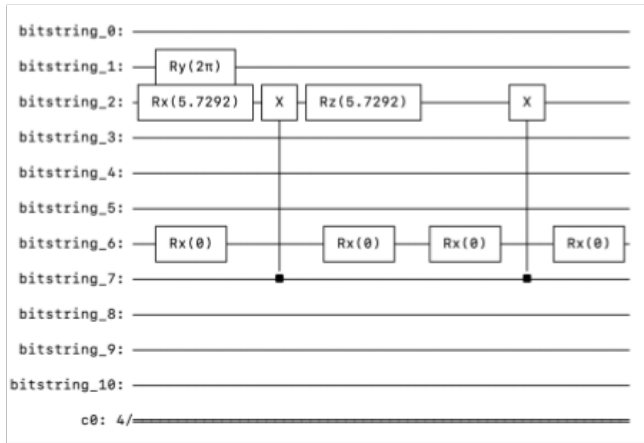 bitstring_0:
bitstring_1: Ry(2π)
bitstring_2: Rx(5.7292) X Rz(5.7292) X
bitstring_3:
bitstring_4:
bitstring_5:
bitstring_6: Rx(0) Rx(0) Rx(0) Rx(0)
bitstring_7:
bitstring_8:
bitstring_9:
bitstring_10:
c0: 4/